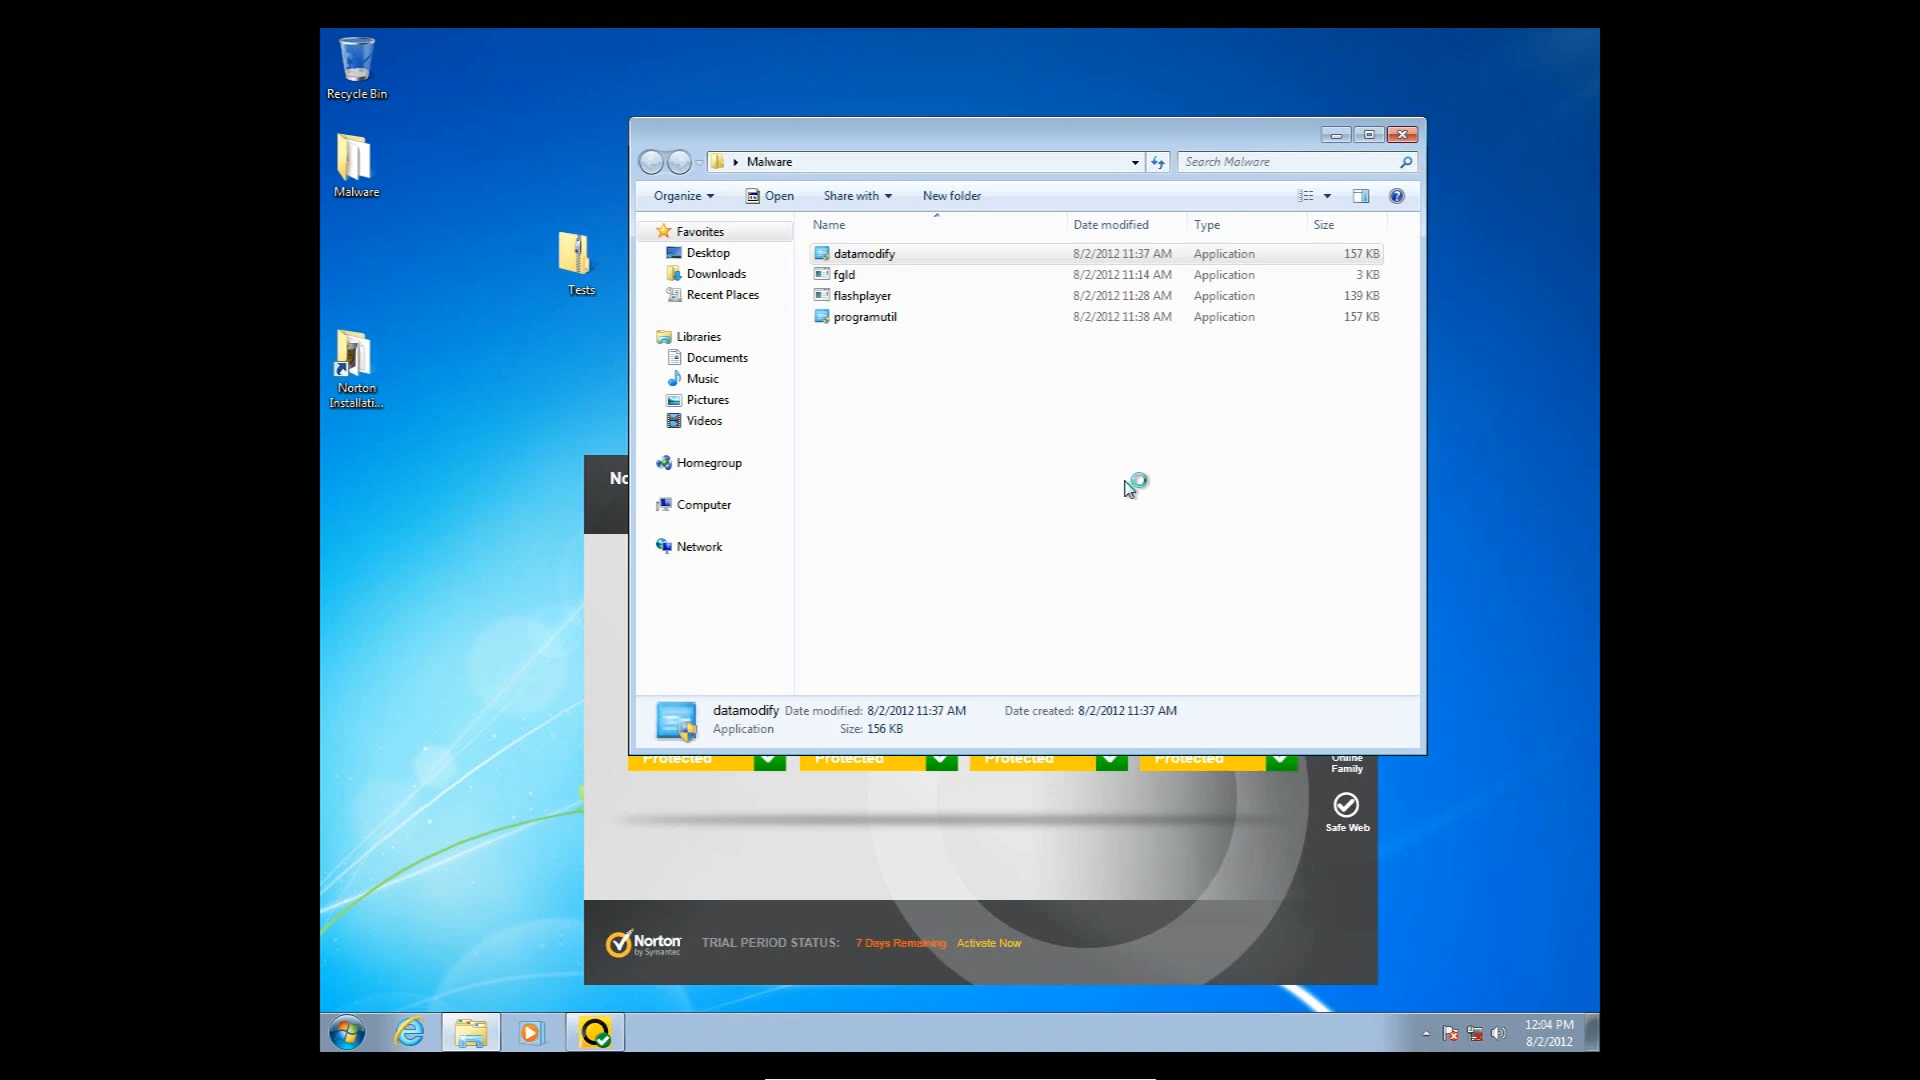 Recycle Bin
Malware
Tests
Norton
Installati...
Malware
Search Malware
Organize
Open
Share with
New folder
Name
Date modified
Type
Size
Favorites
Desktop
Downloads
Recent Places
Libraries
Documents
Music
Pictures
Videos
Homegroup
Computer
Network
datamodify 8/2/2012 11:37 AM Application 157 KB
fgld 8/2/2012 11:14 AM Application 3 KB
flashplayer 8/2/2012 11:28 AM Application 139 KB
programutil 8/2/2012 11:38 AM Application 157 KB
datamodify Date modified: 8/2/2012 11:37 AM Date created: 8/2/2012 11:37 AM
Application Size: 156 KB
No
Protected Protected Protected Protected
Online
Family
Safe Web
Norton
by Symantec
TRIAL PERIOD STATUS: 7 Days Remaining Activate Now
12:04 PM
8/2/2012